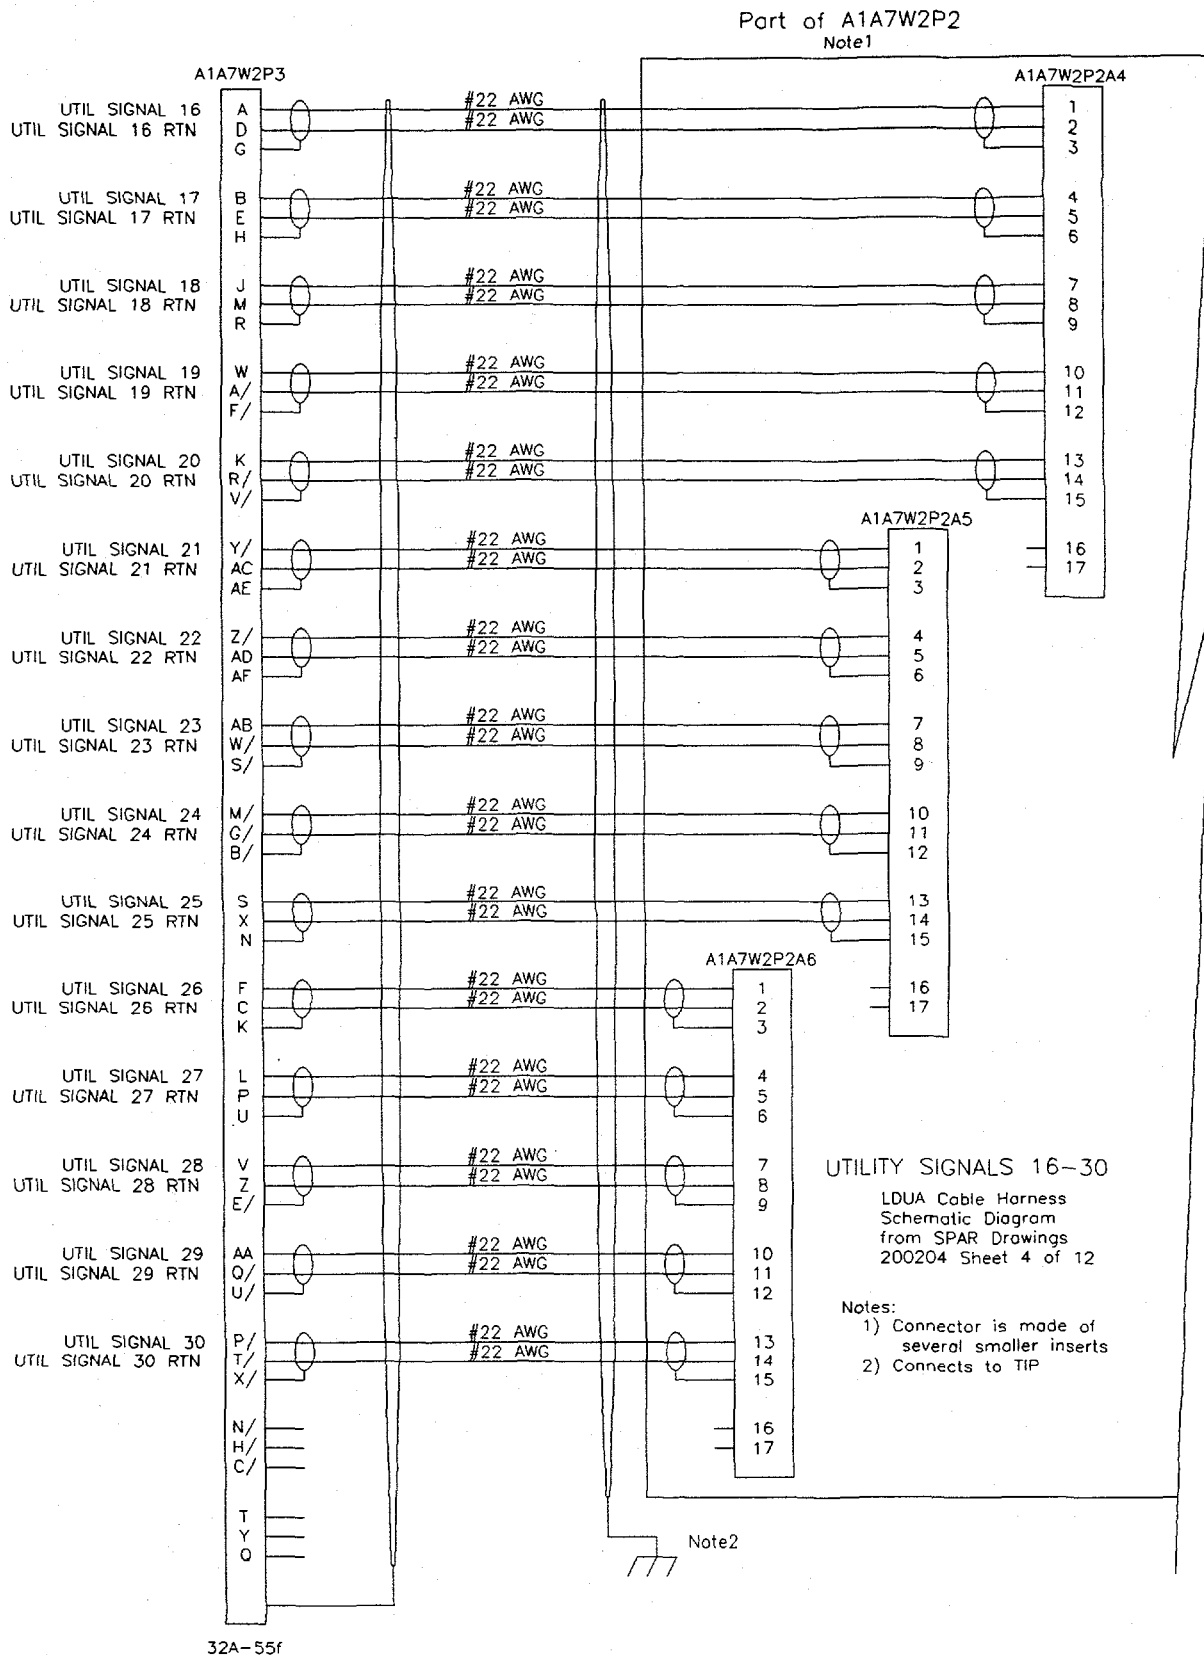 Part of A1A7W2P2
Note1
A1A7W2P3
A1A7W2P2A4
UTIL SIGNAL 16 A #22 AWG 1
UTIL SIGNAL 16 RTN D #22 AWG 2
G 3
UTIL SIGNAL 17 B #22 AWG 4
UTIL SIGNAL 17 RTN E #22 AWG 5
H 6
UTIL SIGNAL 18 J #22 AWG 7
UTIL SIGNAL 18 RTN M #22 AWG 8
R 9
UTIL SIGNAL 19 W #22 AWG 10
UTIL SIGNAL 19 RTN A/ #22 AWG 11
F/ 12
UTIL SIGNAL 20 K #22 AWG 13
UTIL SIGNAL 20 RTN R/ #22 AWG 14
V/ 15
A1A7W2P2A5
UTIL SIGNAL 21 Y/ #22 AWG 1 16
UTIL SIGNAL 21 RTN AC #22 AWG 2 17
AE 3
UTIL SIGNAL 22 Z/ #22 AWG 4
UTIL SIGNAL 22 RTN AD #22 AWG 5
AF 6
UTIL SIGNAL 23 AB #22 AWG 7
UTIL SIGNAL 23 RTN W/ #22 AWG 8
S/ 9
UTIL SIGNAL 24 M/ #22 AWG 10
UTIL SIGNAL 24 RTN G/ #22 AWG 11
B/ 12
UTIL SIGNAL 25 S #22 AWG 13
UTIL SIGNAL 25 RTN X #22 AWG 14
N 15
A1A7W2P2A6
UTIL SIGNAL 26 F #22 AWG 1 16
UTIL SIGNAL 26 RTN C #22 AWG 2 17
K 3
UTIL SIGNAL 27 L #22 AWG 4
UTIL SIGNAL 27 RTN P #22 AWG 5
U 6
UTIL SIGNAL 28 V #22 AWG 7
UTIL SIGNAL 28 RTN Z #22 AWG 8
E/ 9
UTIL SIGNAL 29 AA #22 AWG 10
UTIL SIGNAL 29 RTN Q/ #22 AWG 11
U/ 12
UTIL SIGNAL 30 P/ #22 AWG 13
UTIL SIGNAL 30 RTN T/ #22 AWG 14
X/ 15
N/ 16
H/ 17
C/
T
Y
Q
Note2
32A-55f
UTILITY SIGNALS 16-30
LDUA Cable Harness
Schematic Diagram
from SPAR Drawings
200204 Sheet 4 of 12
Notes:
1) Connector is made of
several smaller inserts
2) Connects to TIP